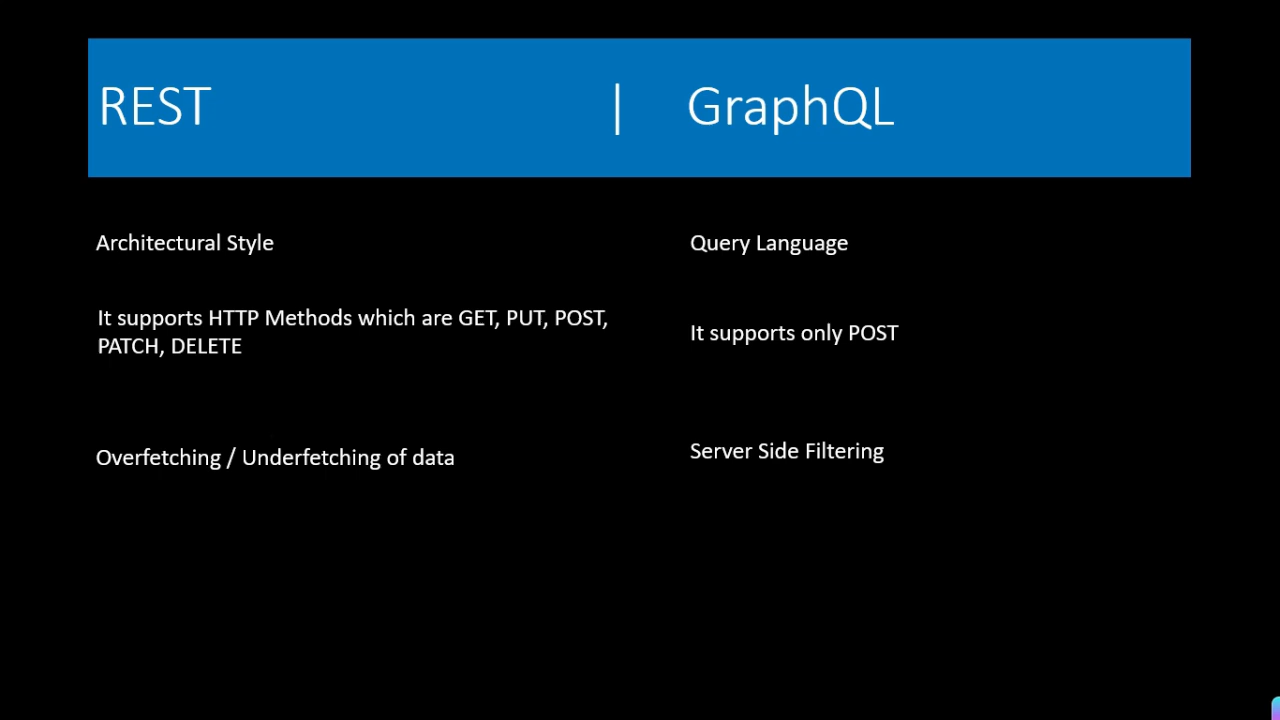 REST | GraphQL
Architectural Style
Query Language
It supports HTTP Methods which are GET, PUT, POST,
PATCH, DELETE
It supports only POST
Overfetching / Underfetching of data
Server Side Filtering